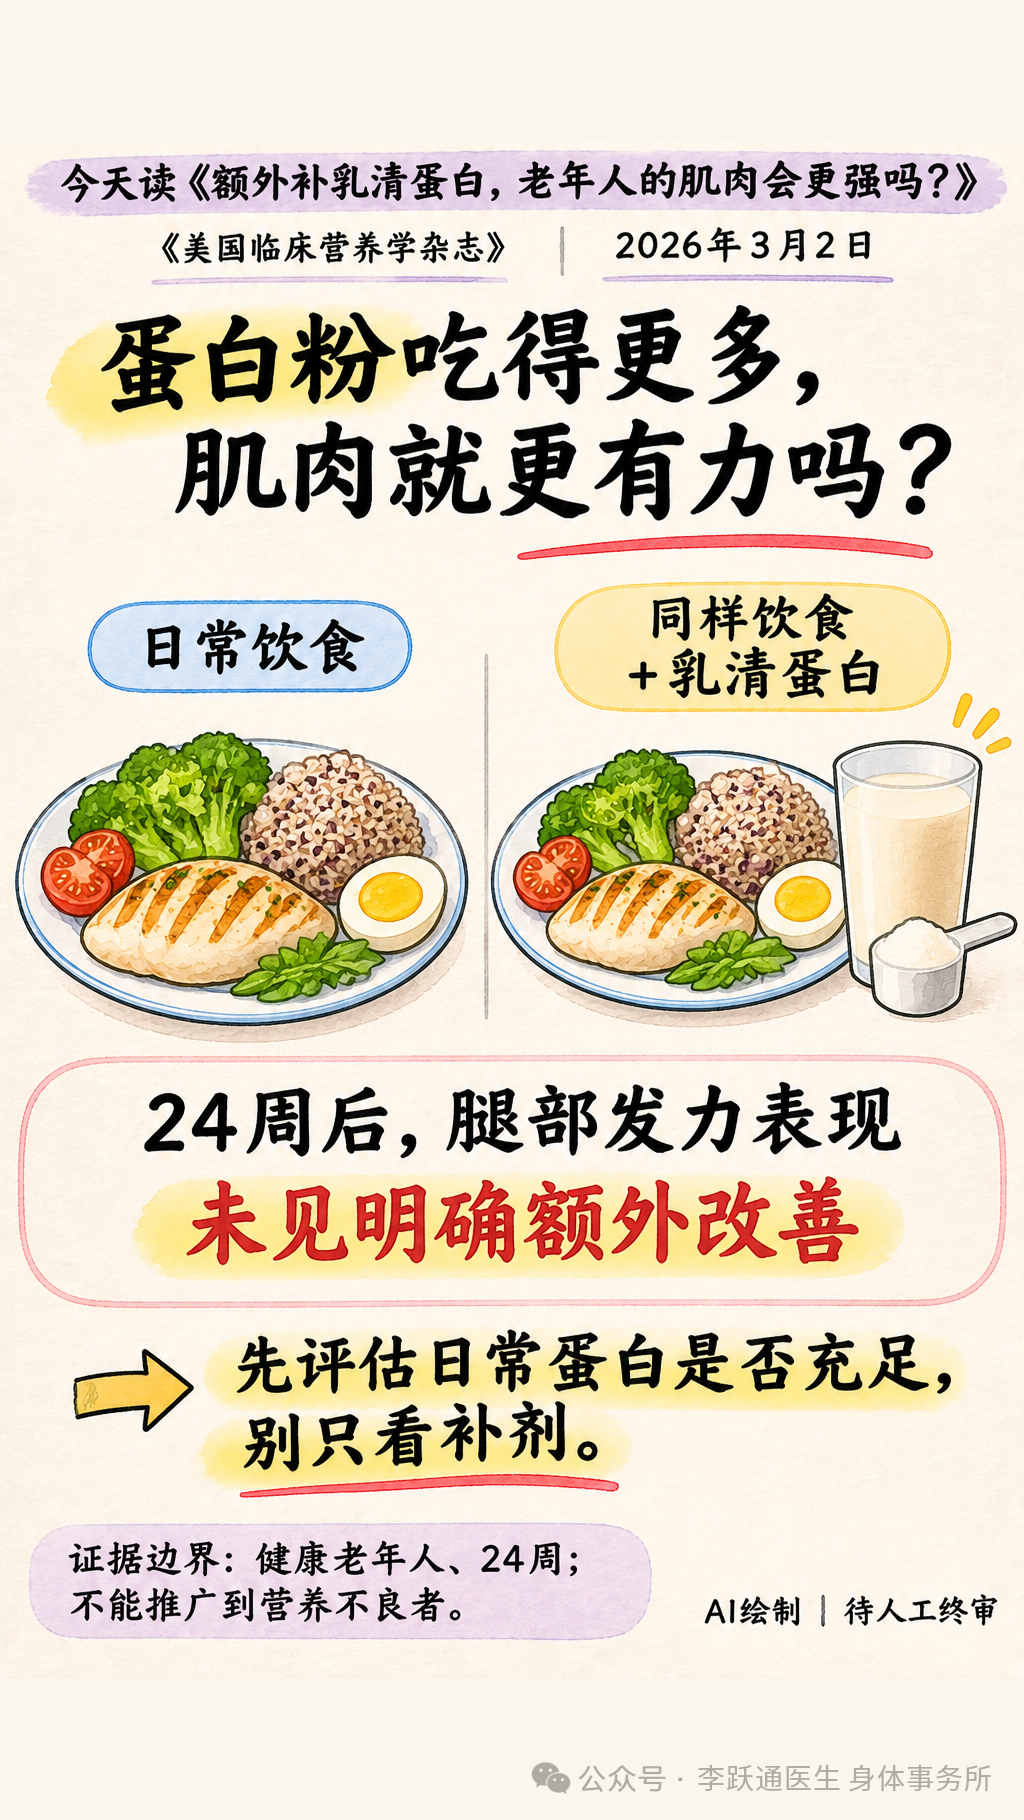 今天读《额外补乳清蛋白，老年人的肌肉会更强吗？》
《美国临床营养学杂志》 | 2026年3月2日
蛋白粉吃得更多，
肌肉就更有力吗？
日常饮食
同样饮食
+乳清蛋白
24周后，腿部发力表现
未见明确额外改善
先评估日常蛋白是否充足，
别只看补剂。
证据边界：健康老年人、24周；
不能推广到营养不良者。
AI绘制 | 待人工终审
公众号 · 李跃通医生 身体事务所